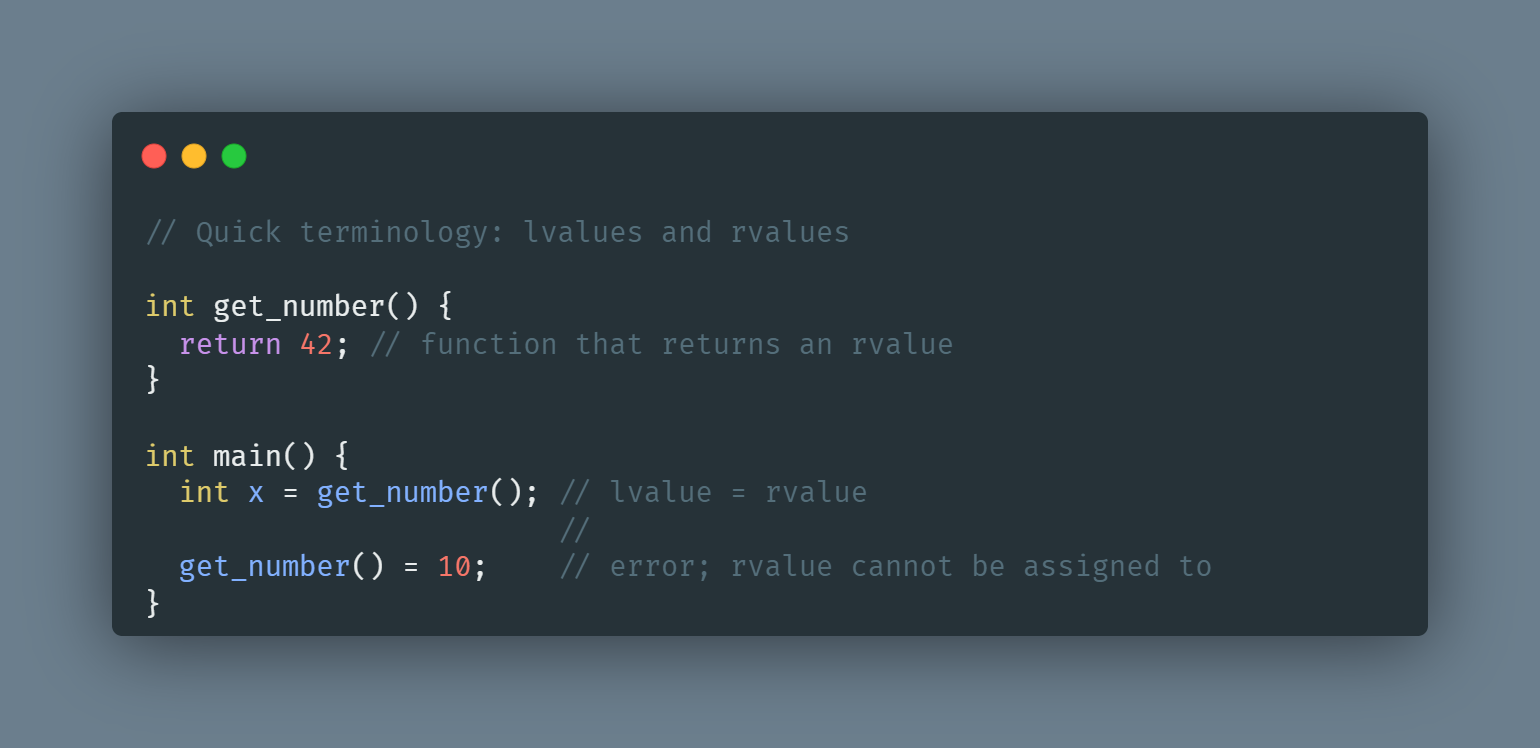 // Quick terminology: lvalues and rvalues
int get_number() {
  return 42; // function that returns an rvalue
}
int main() {
  int x = get_number(); // lvalue = rvalue
                        //
  get_number() = 10;    // error; rvalue cannot be assigned to
}